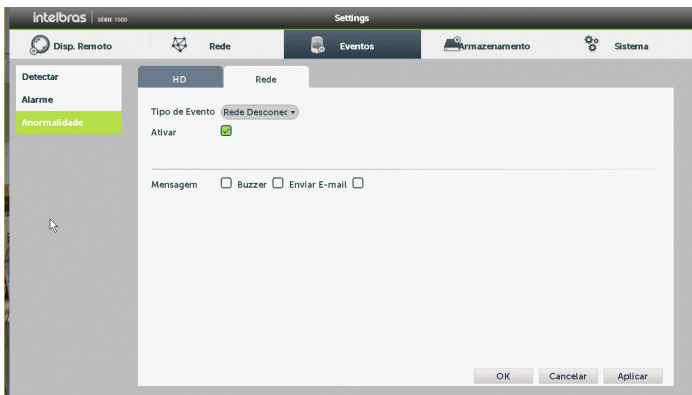 intelbras | SÉRIE 1000
Settings
Disp. Remoto
Rede
Eventos
Armazenamento
Sistema
Detectar
Alarme
Anormalidade
HD
Rede
Tipo de Evento Rede Desconec
Ativar
Mensagem Buzzer Enviar E-mail
OK Cancelar Aplicar